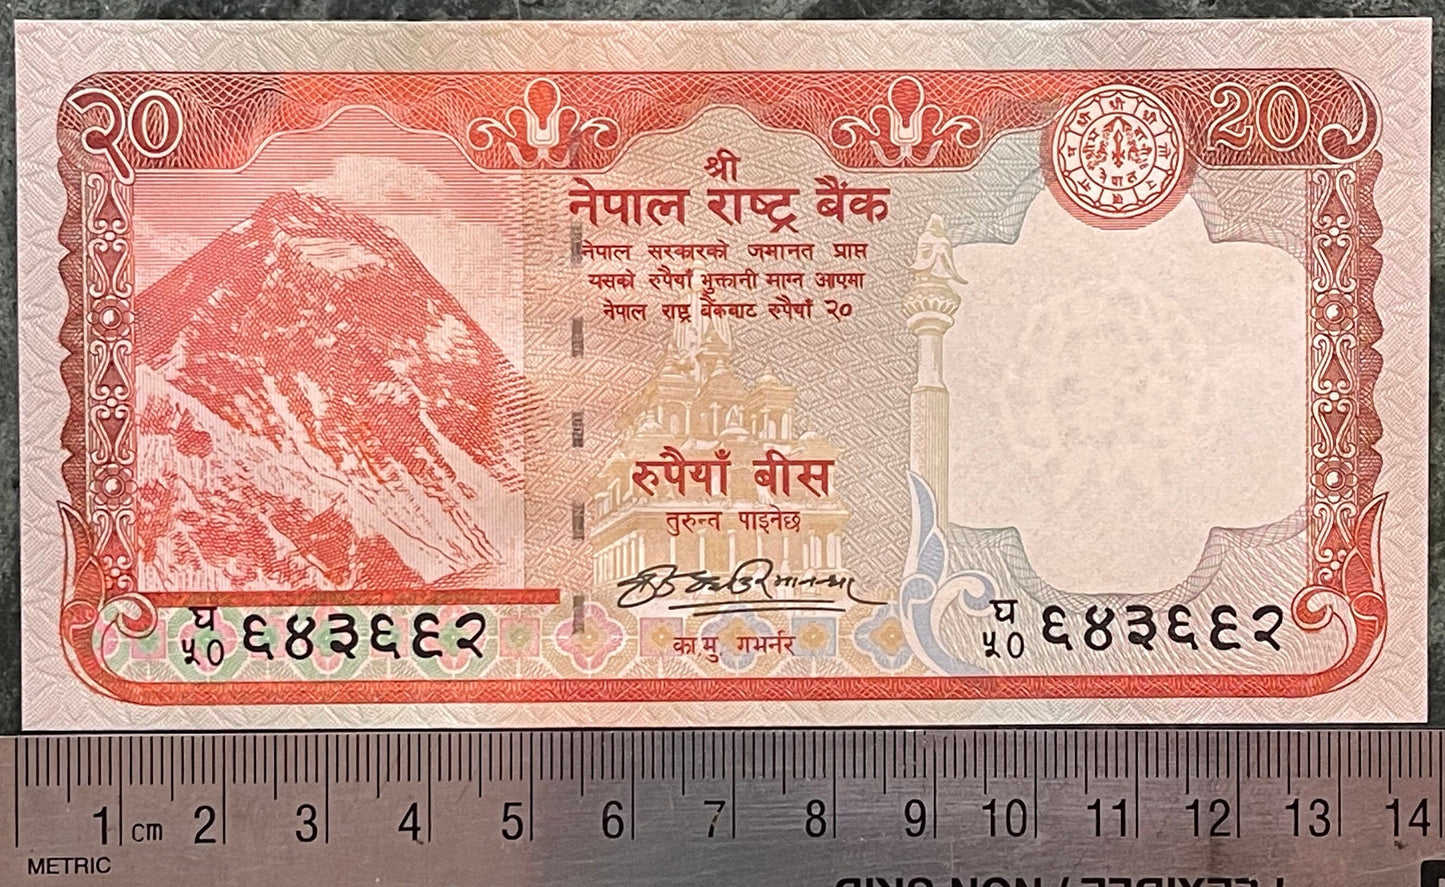 २०
20
श्री
नेपाल राष्ट्र बैंक
नेपाल सरकारको जमानत प्राप्त
यसको रुपैयाँ भुक्तानी माग्न आएमा
नेपाल राष्ट्र बैंकबाट रुपैयाँ २०
रुपैयाँ बीस
तुरुन्त पाइनेछ
का.मु. गभर्नर
घ
५०
६४३६६२
घ
५०
६४३६६२
1 cm 2 3 4 5 6 7 8 9 10 11 12 13 14
METRIC